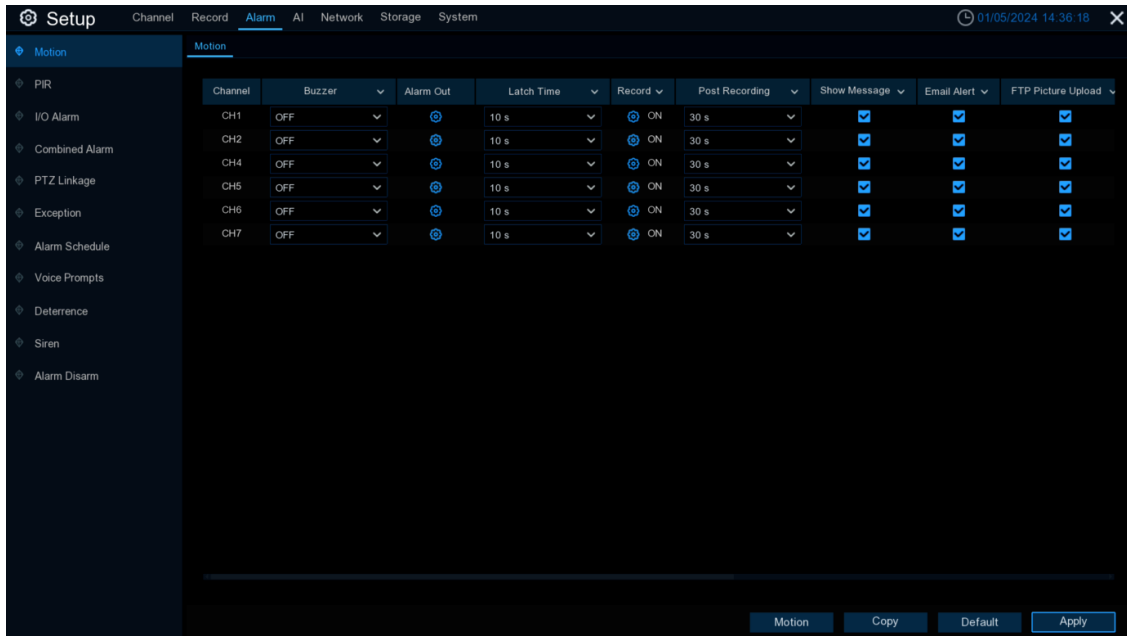 Setup Channel Record Alarm AI Network Storage System 01/05/2024 14:36:18
Motion
PIR
I/O Alarm
Combined Alarm
PTZ Linkage
Exception
Alarm Schedule
Voice Prompts
Deterrence
Siren
Alarm Disarm
Motion
Channel Buzzer Alarm Out Latch Time Record Post Recording Show Message Email Alert FTP Picture Upload
CH1 OFF 10 s ON 30 s
CH2 OFF 10 s ON 30 s
CH4 OFF 10 s ON 30 s
CH5 OFF 10 s ON 30 s
CH6 OFF 10 s ON 30 s
CH7 OFF 10 s ON 30 s
Motion Copy Default Apply